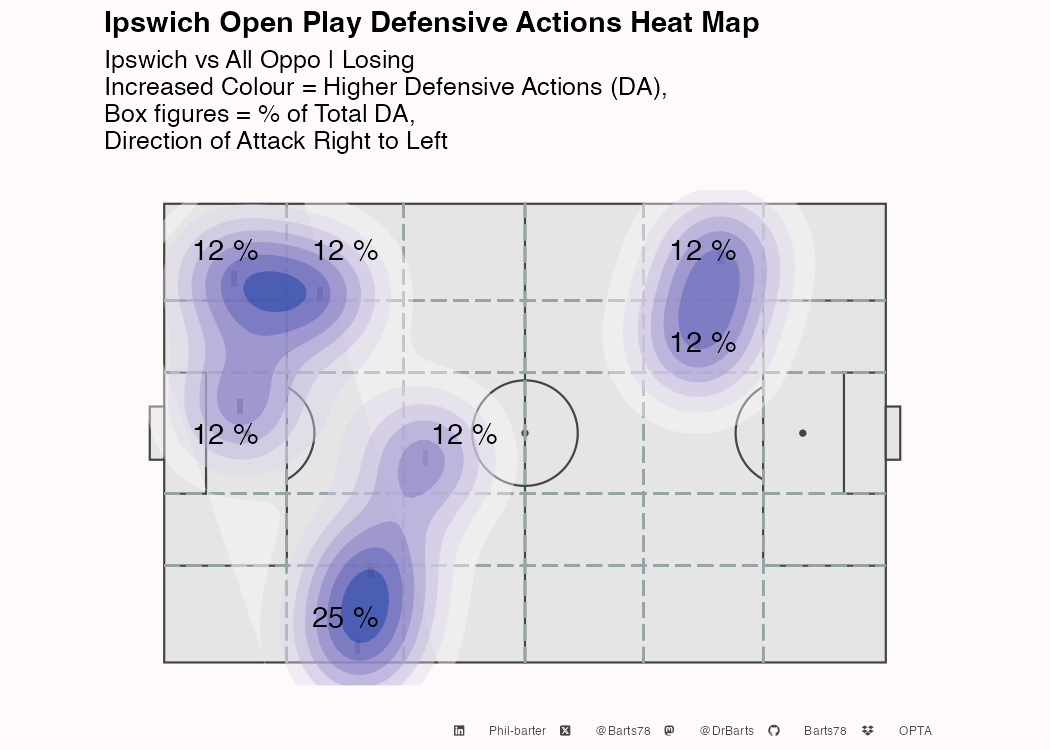 Ipswich Open Play Defensive Actions Heat Map
Ipswich vs All Oppo | Losing
Increased Colour = Higher Defensive Actions (DA),
Box figures = % of Total DA,
Direction of Attack Right to Left
12 % 12 % 12 %
12 %
12 % 12 %
25 %
Phil-barter @Barts78 @DrBarts Barts78 OPTA